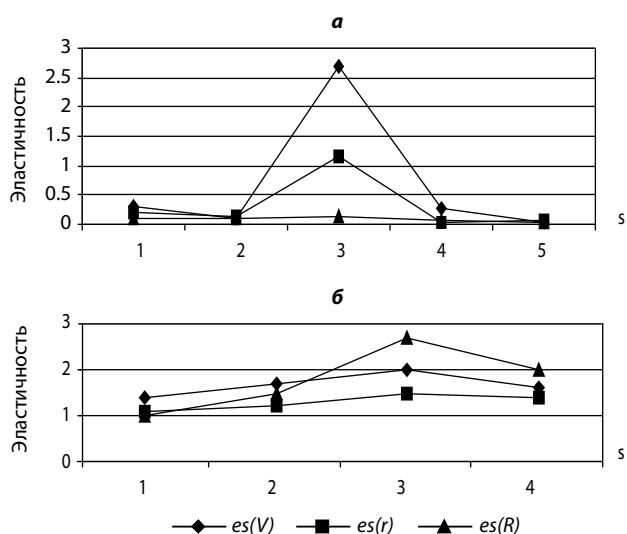 а
Эластичность
3
2.5
2
1.5
1
0.5
0
1 2 3 4 5
s
б
Эластичность
3
2
1
0
1 2 3 4
s
es(V) es(r) es(R)